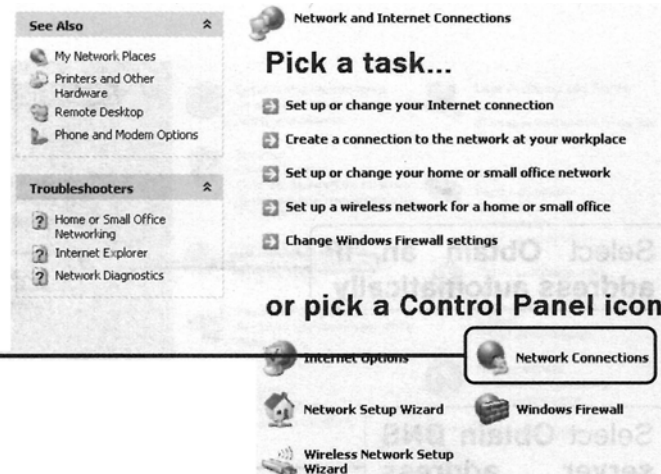 See Also
My Network Places
Printers and Other
Hardware
Remote Desktop
Phone and Modem Options
Troubleshooters
Home or Small Office
Networking
Internet Explorer
Network Diagnostics
Network and Internet Connections
Pick a task...
Set up or change your Internet connection
Create a connection to the network at your workplace
Set up or change your home or small office network
Set up a wireless network for a home or small office
Change Windows Firewall settings
or pick a Control Panel icon
Internet Options
Network Connections
Network Setup Wizard
Windows Firewall
Wireless Network Setup
Wizard
Select Obtain an
address automatically
Select Obtain DNS
server address